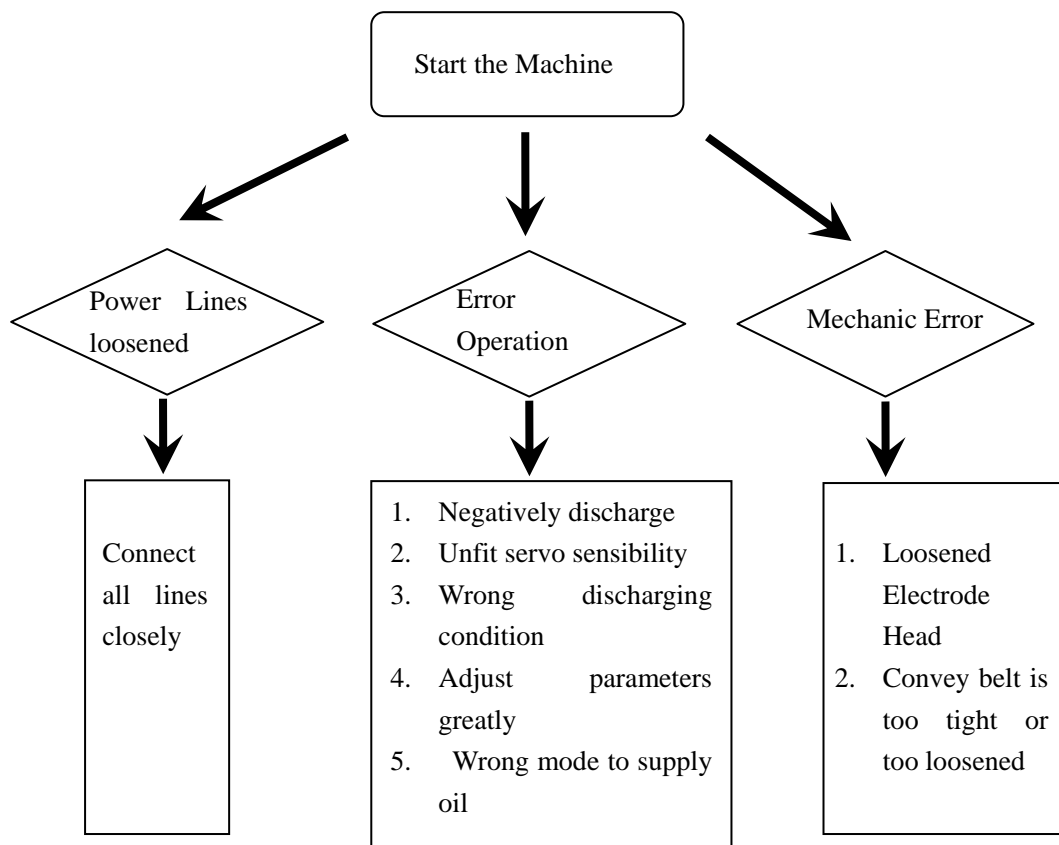 Start the Machine
Power Lines
loosened
Error
Operation
Mechanic Error
Connect
all lines
closely
1. Negatively discharge
2. Unfit servo sensibility
3. Wrong discharging
condition
4. Adjust parameters
greatly
5. Wrong mode to supply
oil
1. Loosened
Electrode
Head
2. Convey belt is
too tight or
too loosened